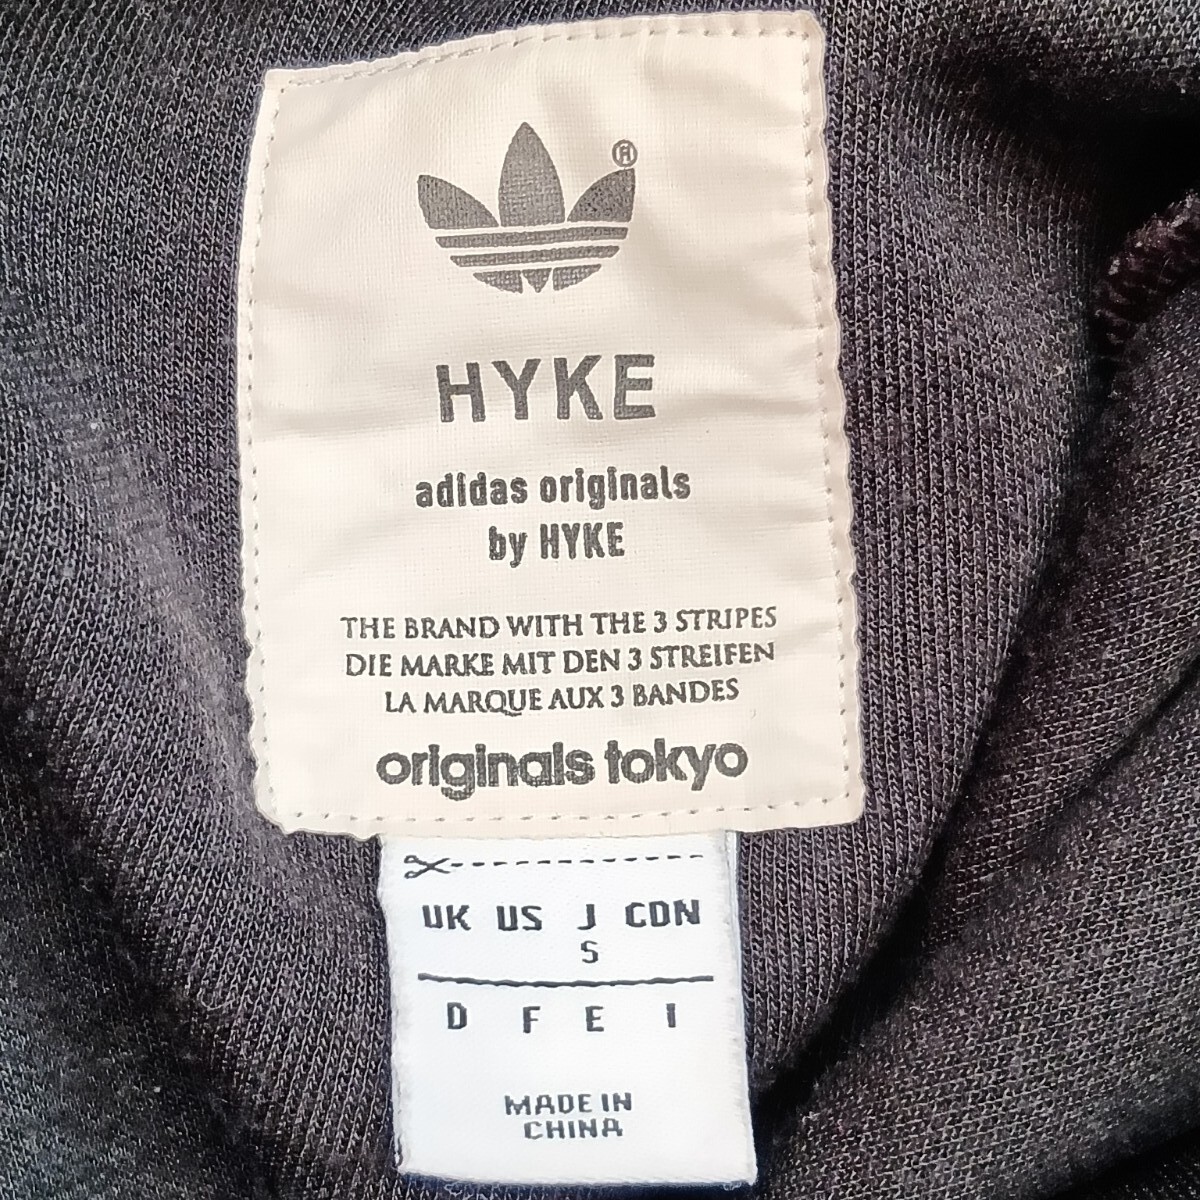 ®
HYKE
adidas originals
by HYKE
THE BRAND WITH THE 3 STRIPES
DIE MARKE MIT DEN 3 STREIFEN
LA MARQUE AUX 3 BANDES
originals tokyo
UK US J CDN
S
D F E I
MADE IN
CHINA